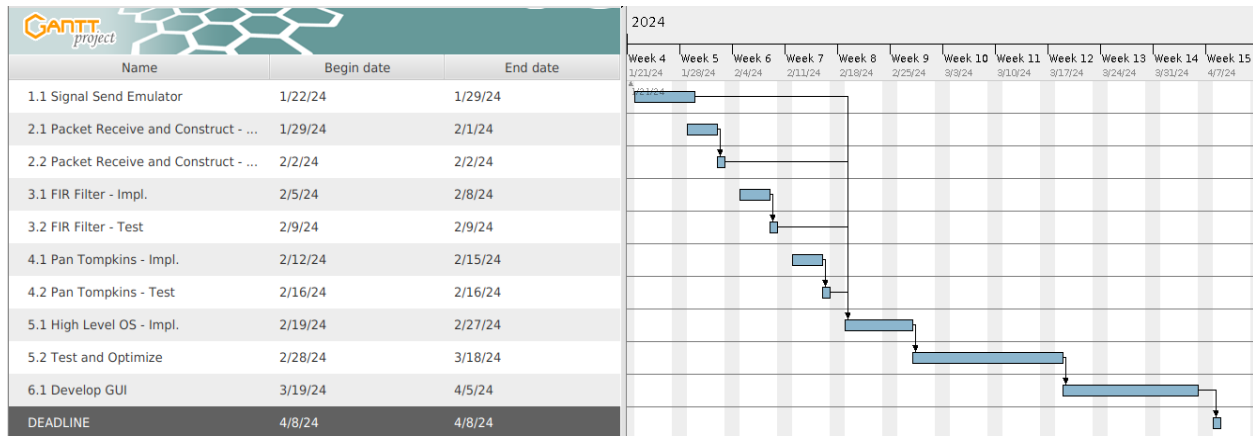 GANTT
project
2024
Name Begin date End date
Week 4 Week 5 Week 6 Week 7 Week 8 Week 9 Week 10 Week 11 Week 12 Week 13 Week 14 Week 15
1/21/24 1/28/24 2/4/24 2/11/24 2/18/24 2/25/24 3/3/24 3/10/24 3/17/24 3/24/24 3/31/24 4/7/24
1/21/24
1.1 Signal Send Emulator 1/22/24 1/29/24
2.1 Packet Receive and Construct - ... 1/29/24 2/1/24
2.2 Packet Receive and Construct - ... 2/2/24 2/2/24
3.1 FIR Filter - Impl. 2/5/24 2/8/24
3.2 FIR Filter - Test 2/9/24 2/9/24
4.1 Pan Tompkins - Impl. 2/12/24 2/15/24
4.2 Pan Tompkins - Test 2/16/24 2/16/24
5.1 High Level OS - Impl. 2/19/24 2/27/24
5.2 Test and Optimize 2/28/24 3/18/24
6.1 Develop GUI 3/19/24 4/5/24
DEADLINE 4/8/24 4/8/24